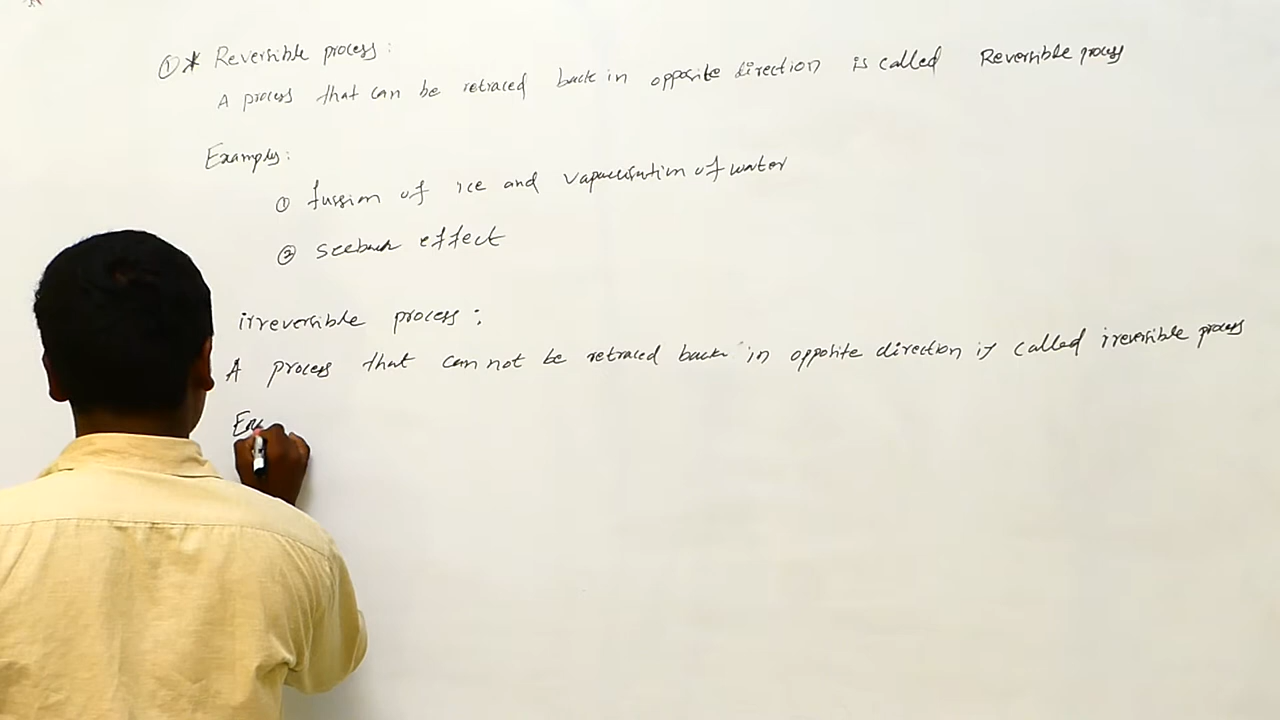 ① * Reversible process :
A process that can be retraced back in opposite direction is called Reversible process
Examples :
① fussion of ice and vapourisation of water
② seeback effect
irreversible process :
A process that can not be retraced back in opposite direction is called irreversible process